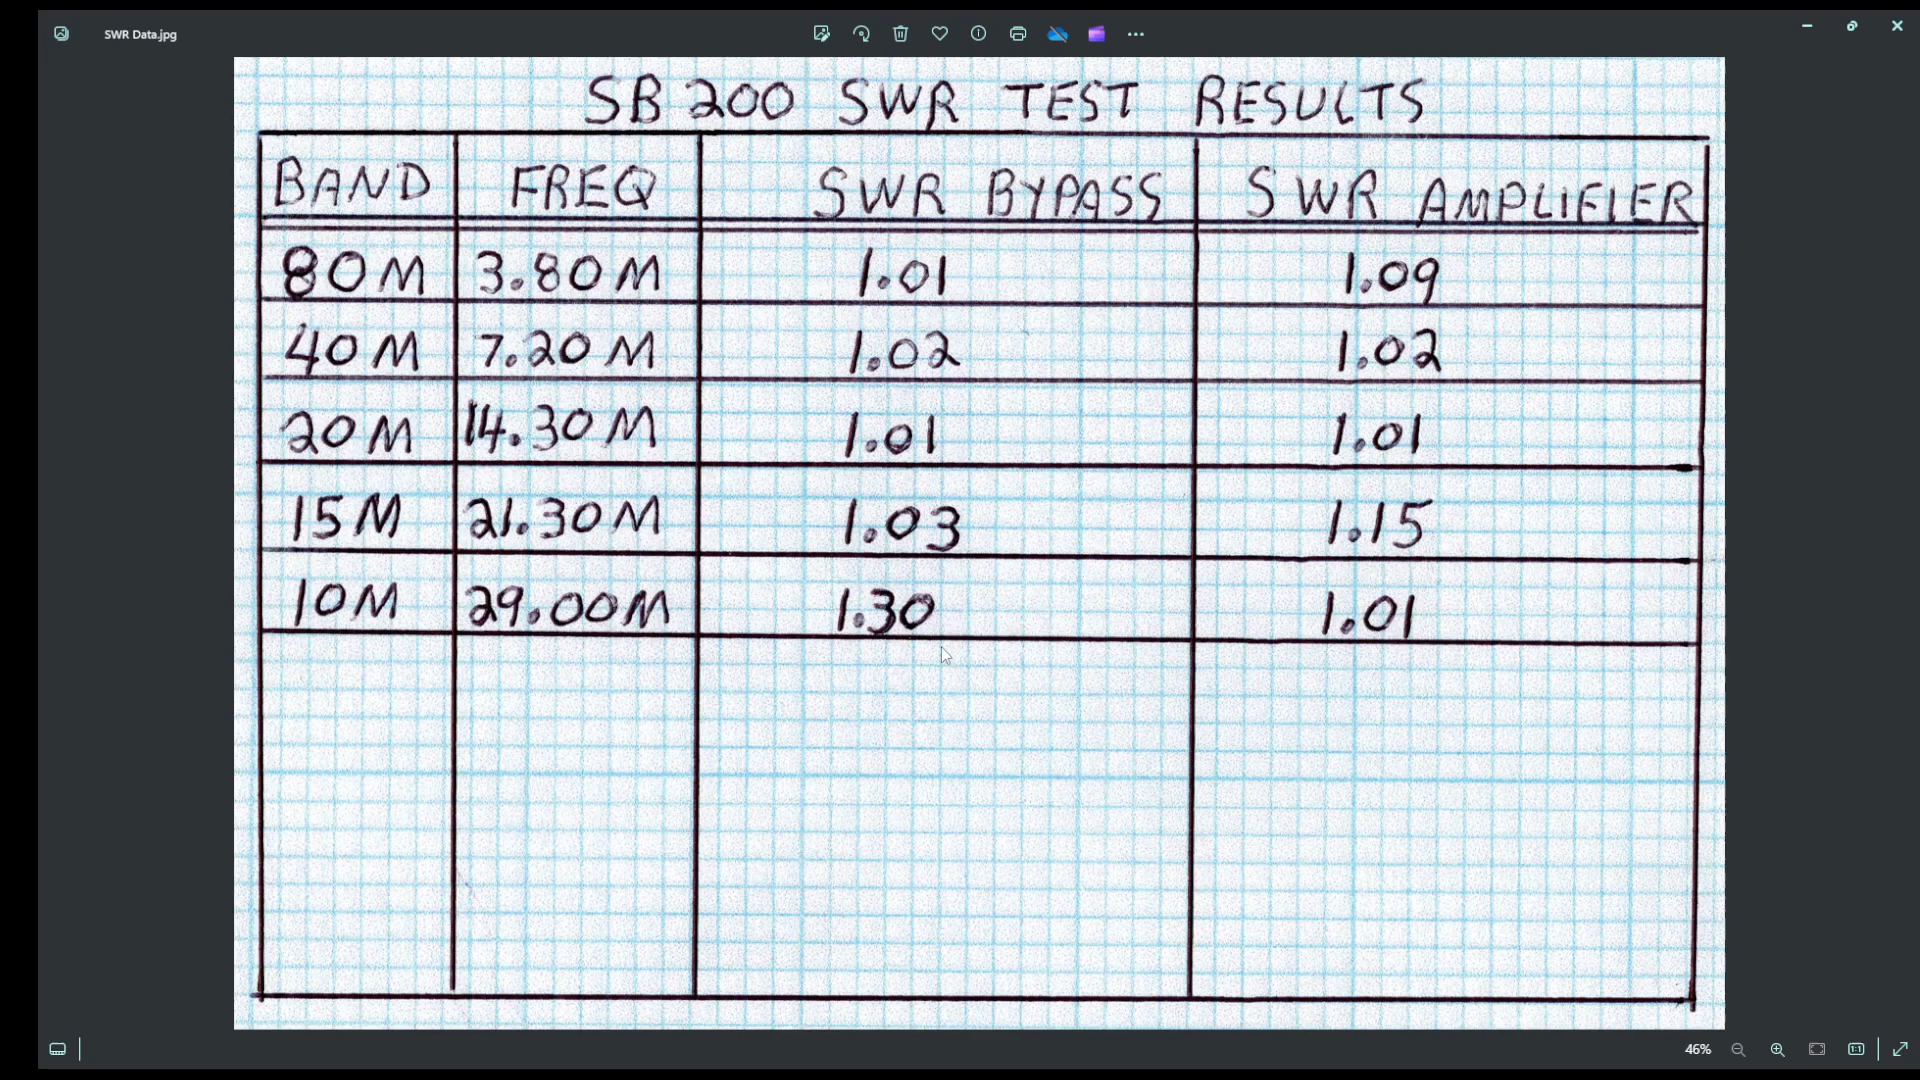 SWR Data.jpg
SB 200 SWR TEST RESULTS
BAND FREQ SWR BYPASS SWR AMPLIFIER
80M 3.80M 1.01 1.09
40M 7.20M 1.02 1.02
20M 14.30M 1.01 1.01
15M 21.30M 1.03 1.15
10M 29.00M 1.30 1.01
46%